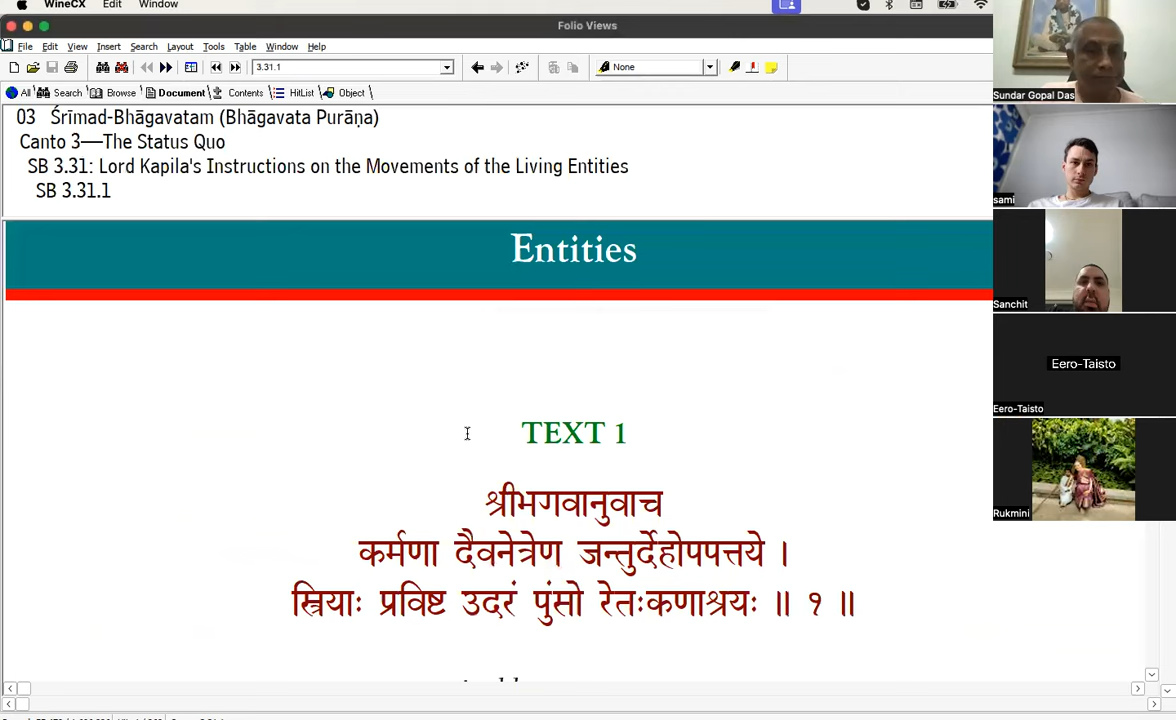 WineCX Edit Window
Folio Views
File Edit View Insert Search Layout Tools Table Window Help
3.31.1
None
All Search Browse Document Contents HitList Object
03 Śrīmad-Bhāgavatam (Bhāgavata Purāṇa)
Canto 3—The Status Quo
SB 3.31: Lord Kapila's Instructions on the Movements of the Living Entities
SB 3.31.1
Entities
TEXT 1
श्रीभगवानुवाच
कर्मणा दैवनेत्रेण जन्तुर्देहोपपत्तये ।
स्त्रियाः प्रविष्ट उदरं पुंसो रेतःकणाश्रयः ॥ १ ॥
Sundar Gopal Das
sami
Sanchit
Eero-Taisto
Eero-Taisto
Rukmini